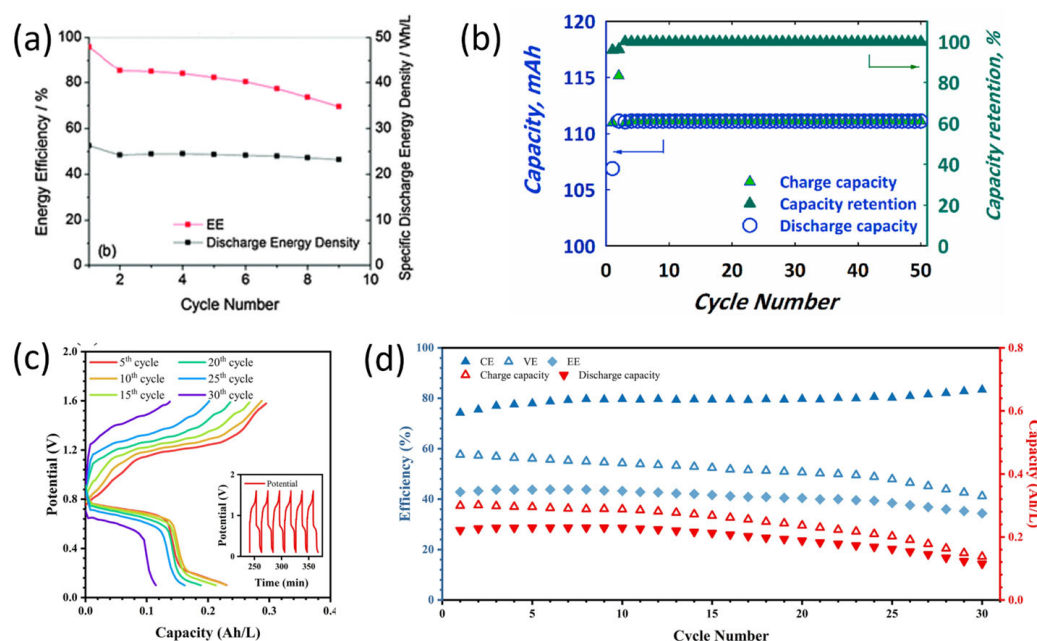 (a)
Energy Efficiency / %
100
80
60
40
20
0
50
40
30
20
10
0
Specific Discharge Energy Density / Wh/L
EE
Discharge Energy Density
(b)
2
4
6
8
10
Cycle Number
(b)
Capacity, mAh
120
115
110
105
100
100
80
60
40
20
0
Capacity retention, %
Charge capacity
Capacity retention
Discharge capacity
0
10
20
30
40
50
Cycle Number
(c)
Potential (V)
2.0
1.6
1.2
0.8
0.4
0.0
5th cycle
20th cycle
10th cycle
25th cycle
15th cycle
30th cycle
Potential (V)
2
1
0
Potential
250
300
350
Time (min)
0.0
0.1
0.2
0.3
0.4
Capacity (Ah/L)
(d)
Efficiency (%)
100
80
60
40
20
0
CE
VE
EE
Charge capacity
Discharge capacity
0.8
0.6
0.4
0.2
0.0
Capacity (Ah/L)
0
5
10
15
20
25
30
Cycle Number